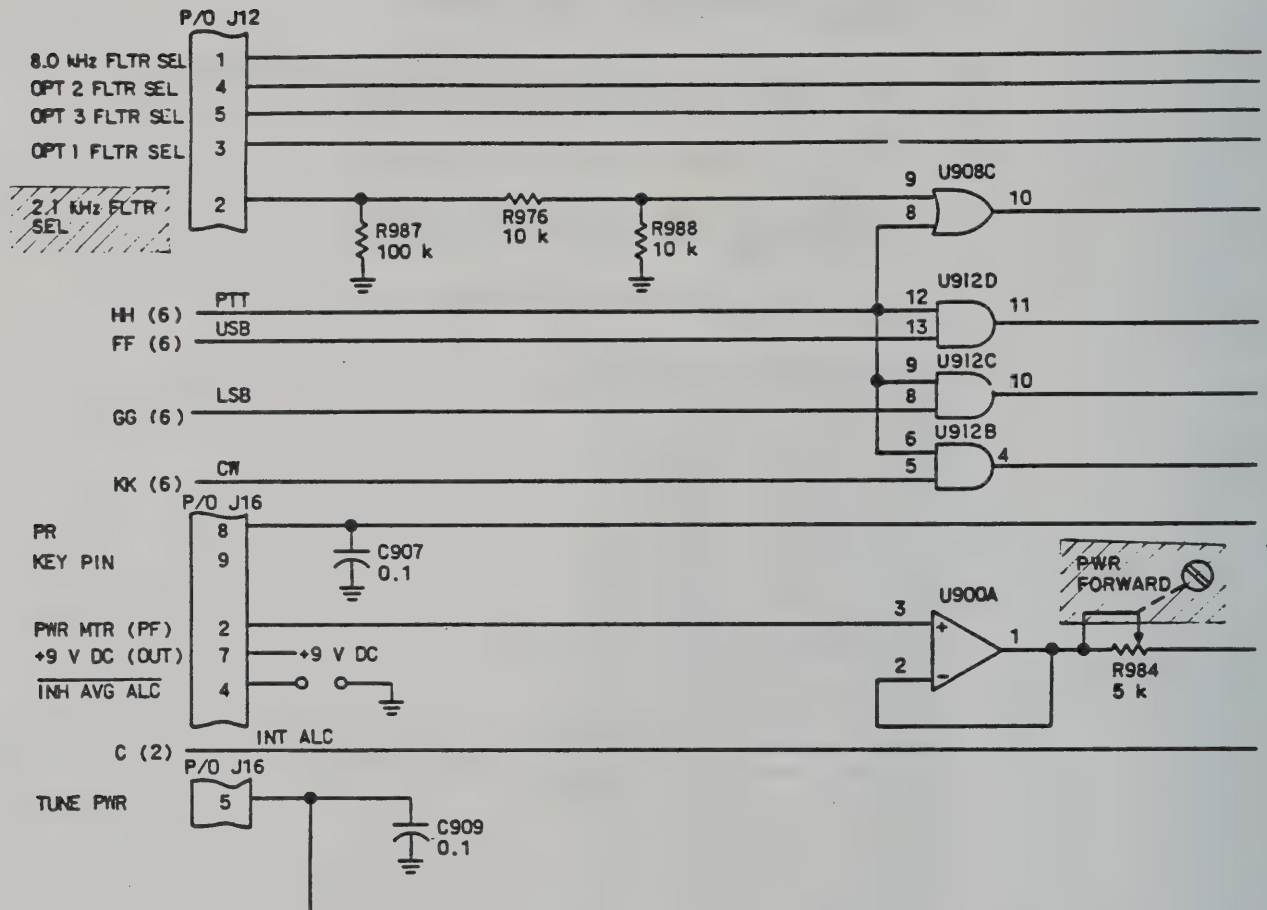 P/O J12
8.0 kHz FLTR SEL 1
OPT 2 FLTR SEL 4
OPT 3 FLTR SEL 5
OPT 1 FLTR SEL 3
2.1 kHz FLTR SEL 2
R987
100 k
R976
10 k
R988
10 k
9
8
U908C
10
HH (6) PTT
FF (6) USB
12
13
U912D
11
GG (6) LSB
9
8
U912C
10
KK (6) CW
6
5
U912B
4
P/O J16
PR 8
KEY PIN 9
C907
0.1
PWR MTR (PF) 2
+9 V DC (OUT) 7 +9 V DC
INH AVG ALC 4
3
+
2
-
U900A
1
PWR
FORWARD
R984
5 k
C (2) INT ALC
P/O J16
TUNE PWR 5
C909
0.1